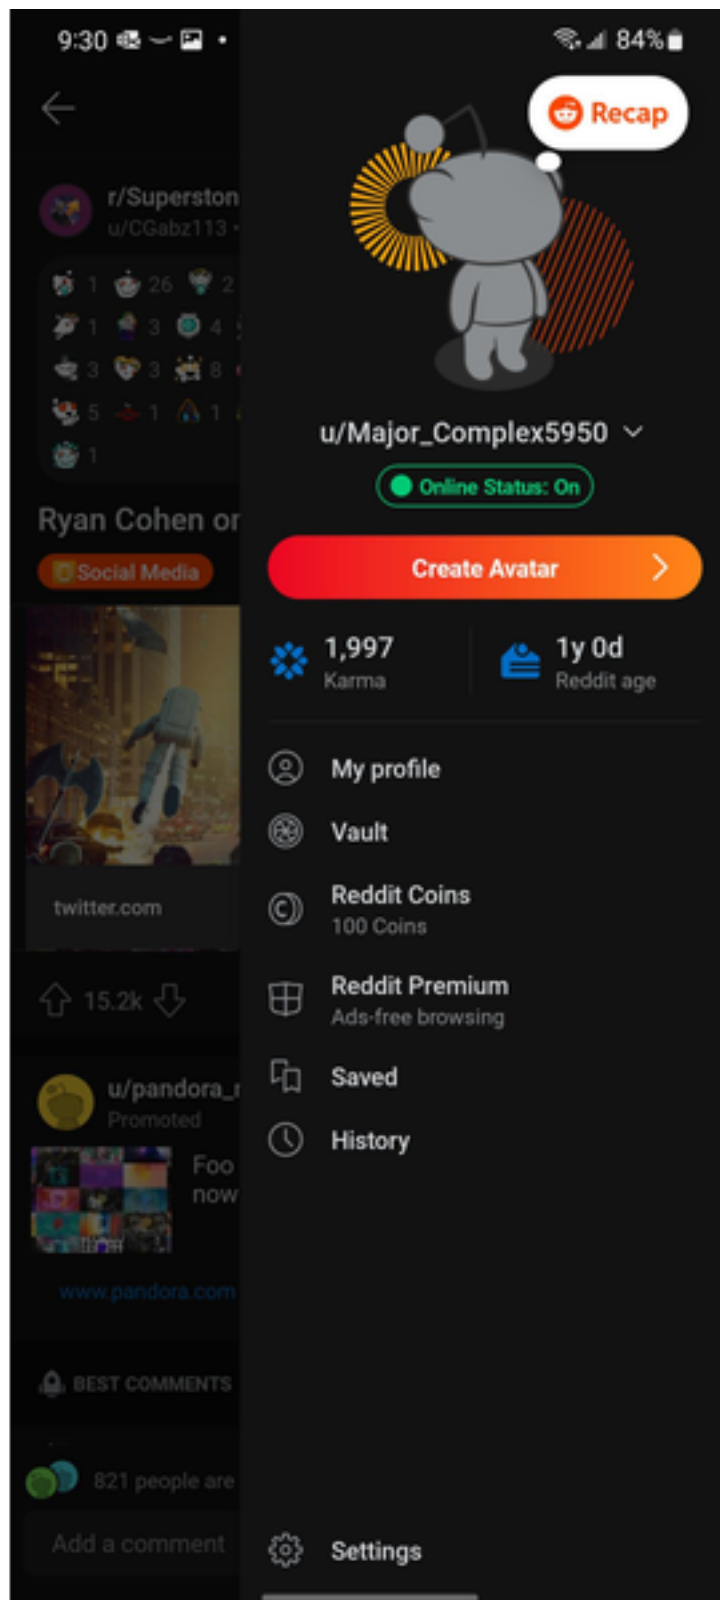 9:30
84%
Recap
r/Superston
u/CGabz113 •
1 26 2
1 3 4
3 3 8
5 1 1
1
u/Major_Complex5950
Online Status: On
Ryan Cohen or
Social Media
Create Avatar
1,997
Karma
1y 0d
Reddit age
My profile
Vault
Reddit Coins
100 Coins
twitter.com
Reddit Premium
Ads-free browsing
15.2k
Saved
u/pandora_r
Promoted
History
Foo
now
www.pandora.com
BEST COMMENTS
821 people are
Add a comment
Settings